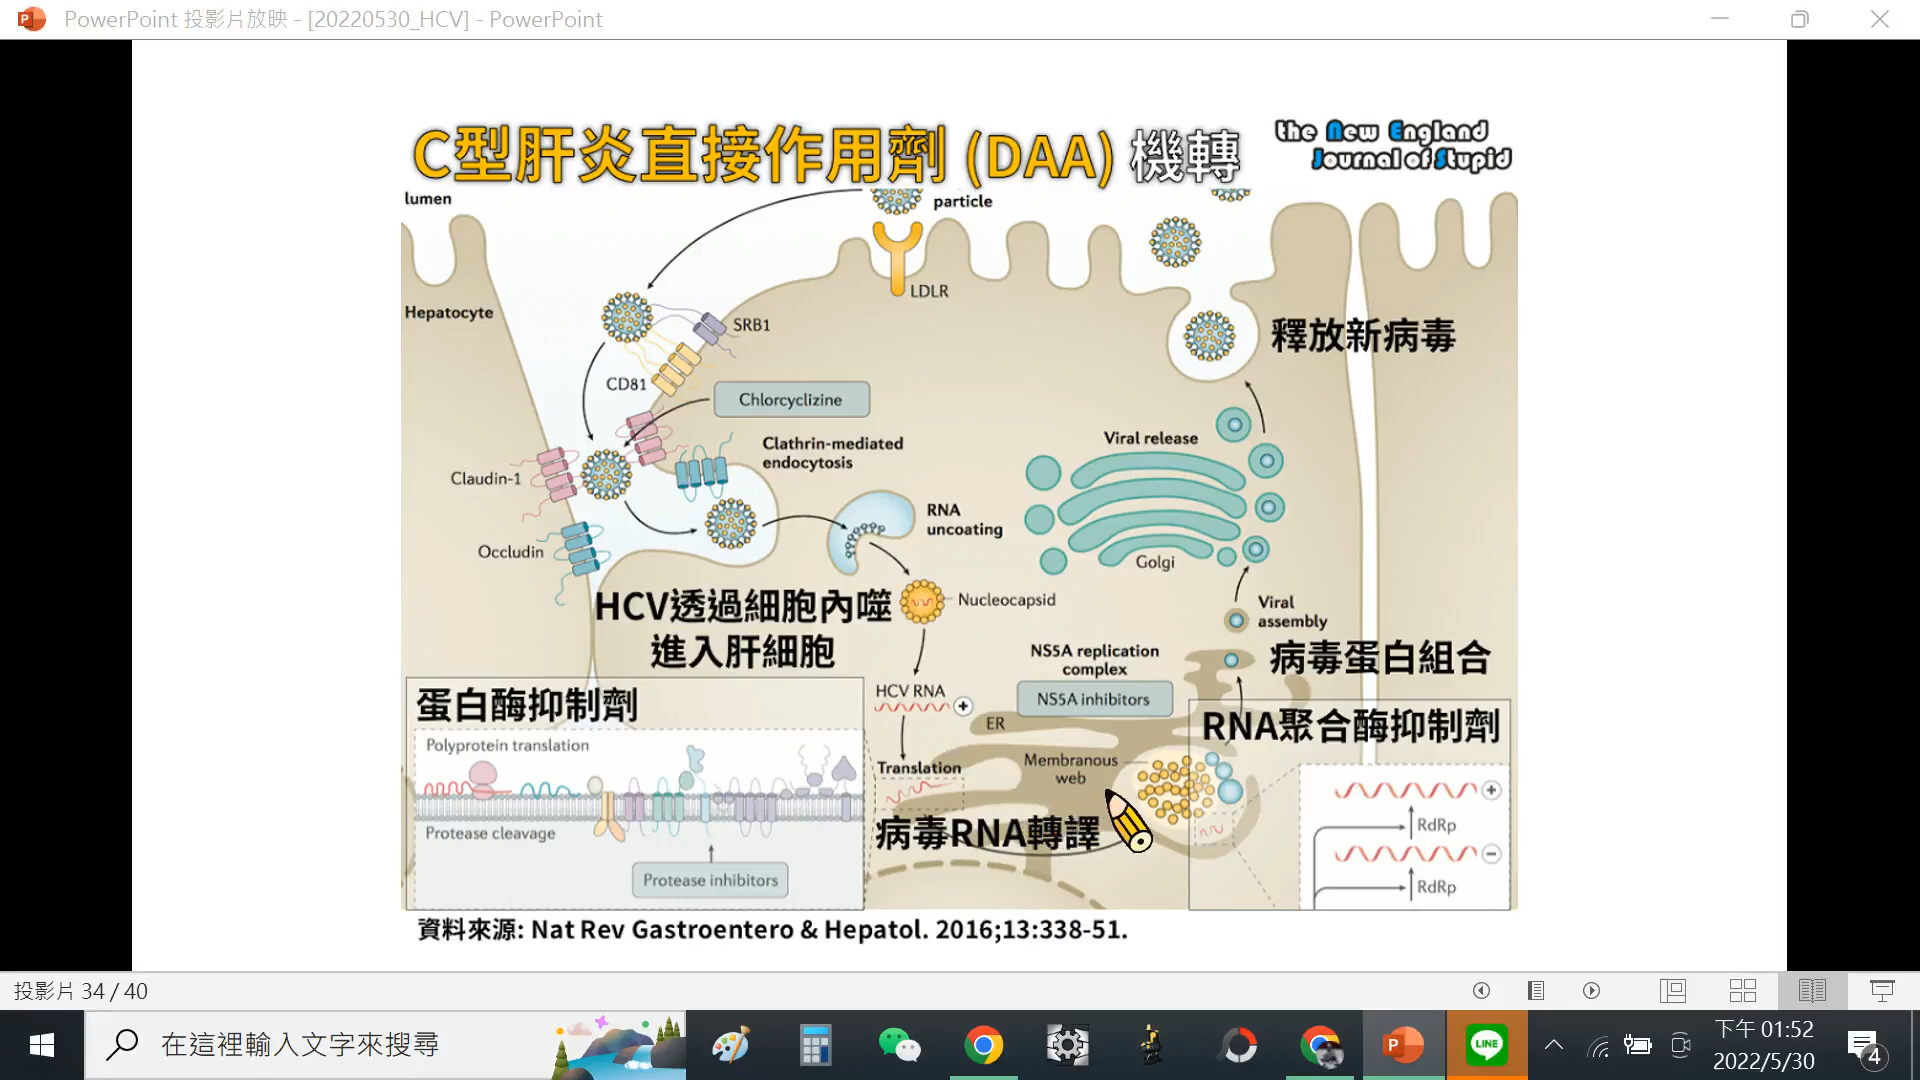 PowerPoint 投影片放映 - [20220530_HCV] - PowerPoint
C型肝炎直接作用劑 (DAA) 機轉
the New England
Journal of Stupid
lumen
particle
LDLR
Hepatocyte
SRB1
釋放新病毒
CD81
Chlorcyclizine
Clathrin-mediated
endocytosis
Viral release
Claudin-1
RNA
uncoating
Occludin
Golgi
HCV透過細胞內噬
進入肝細胞
Nucleocapsid
Viral
assembly
病毒蛋白組合
NS5A replication
complex
NS5A inhibitors
HCV RNA
+
ER
蛋白酶抑制劑
Polyprotein translation
Protease cleavage
Protease inhibitors
Translation
Membranous
web
病毒RNA轉譯
RNA聚合酶抑制劑
+
RdRp
−
RdRp
資料來源: Nat Rev Gastroentero & Hepatol. 2016;13:338-51.
投影片 34 / 40
在這裡輸入文字來搜尋
P
LINE
下午 01:52
2022/5/30
4